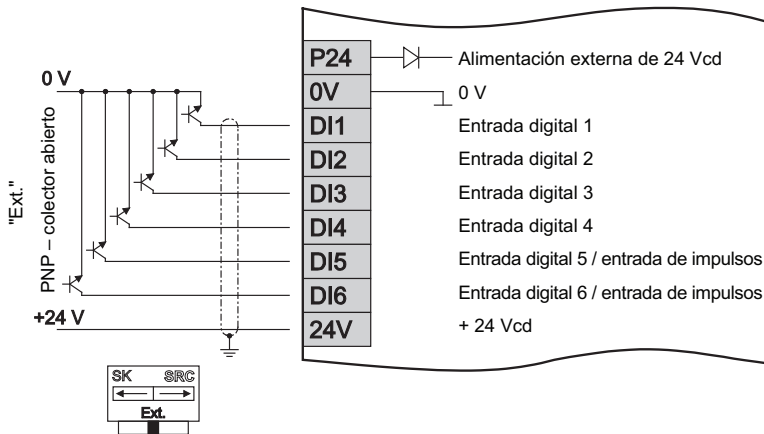 P24 Alimentación externa de 24 Vcd
0 V
0V 0 V
DI1 Entrada digital 1
DI2 Entrada digital 2
DI3 Entrada digital 3
DI4 Entrada digital 4
DI5 Entrada digital 5 / entrada de impulsos
DI6 Entrada digital 6 / entrada de impulsos
+24 V
24V + 24 Vcd
"Ext."
PNP – colector abierto
SK SRC
Ext.